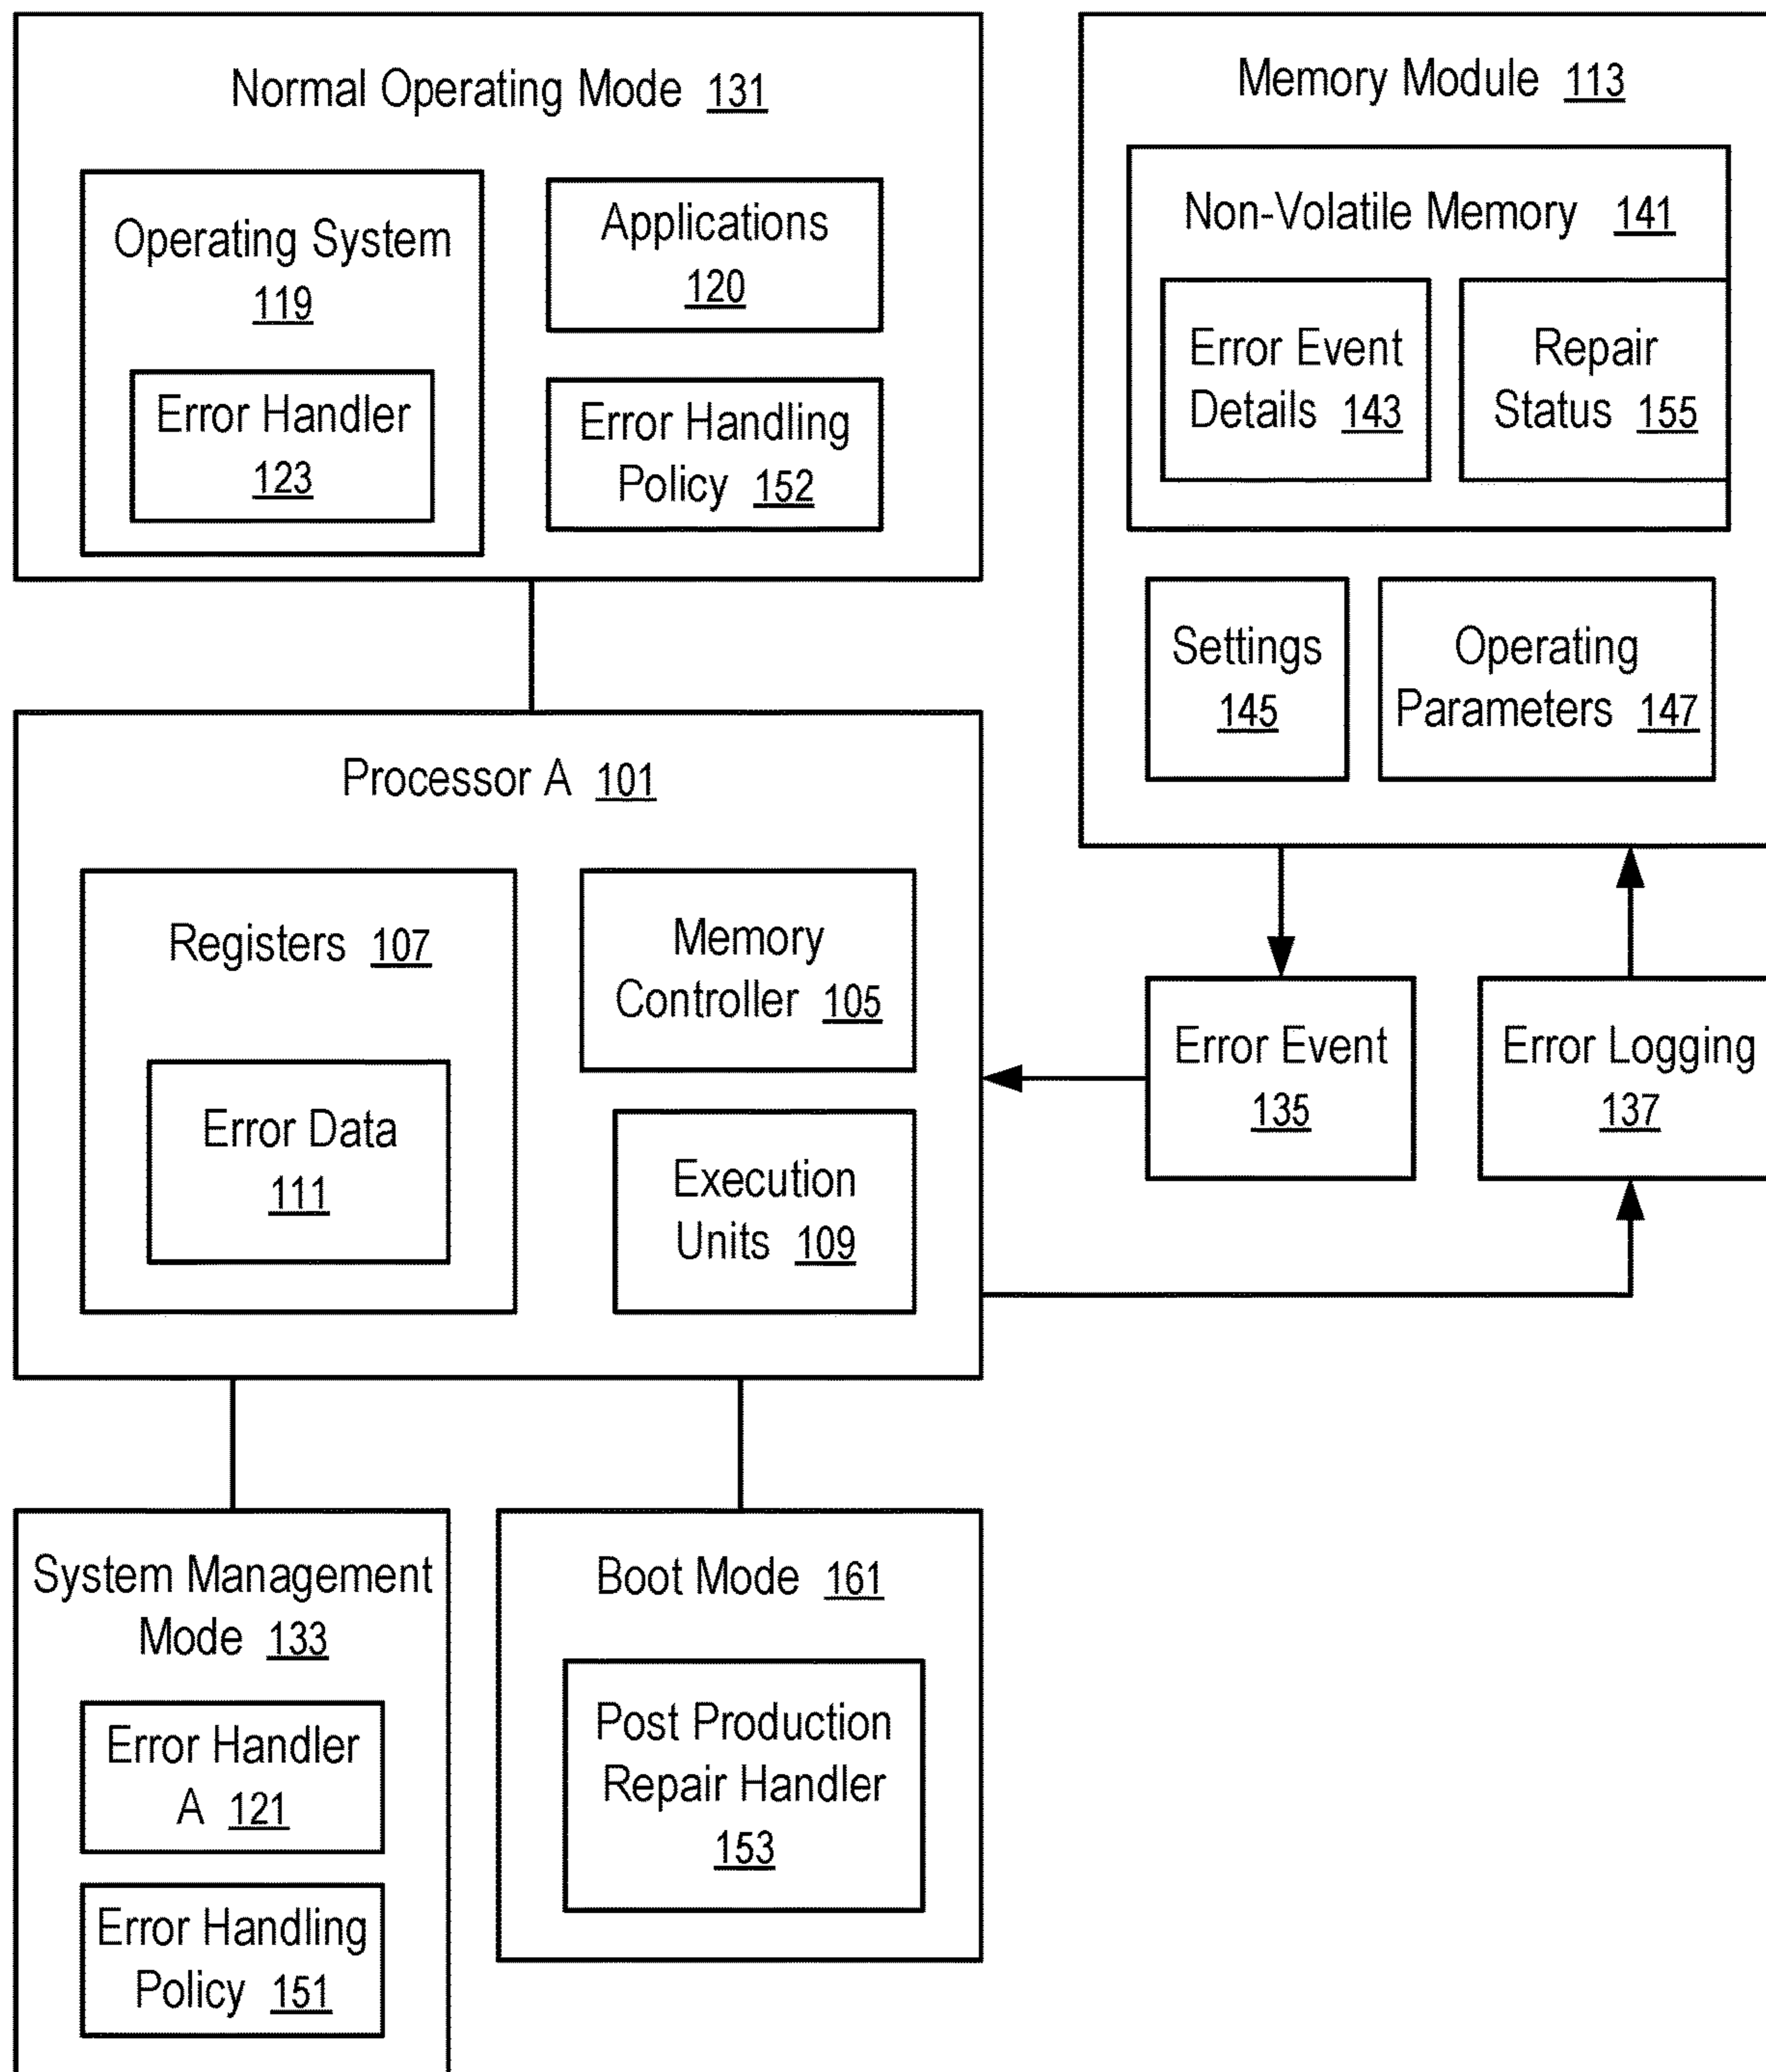 Normal Operating Mode 131
Operating System
119
Error Handler
123
Applications
120
Error Handling
Policy 152
Memory Module 113
Non-Volatile Memory 141
Error Event
Details 143
Repair
Status 155
Settings
145
Operating
Parameters 147
Processor A 101
Registers 107
Error Data
111
Memory
Controller 105
Execution
Units 109
Error Event
135
Error Logging
137
System Management
Mode 133
Error Handler
A 121
Error Handling
Policy 151
Boot Mode 161
Post Production
Repair Handler
153